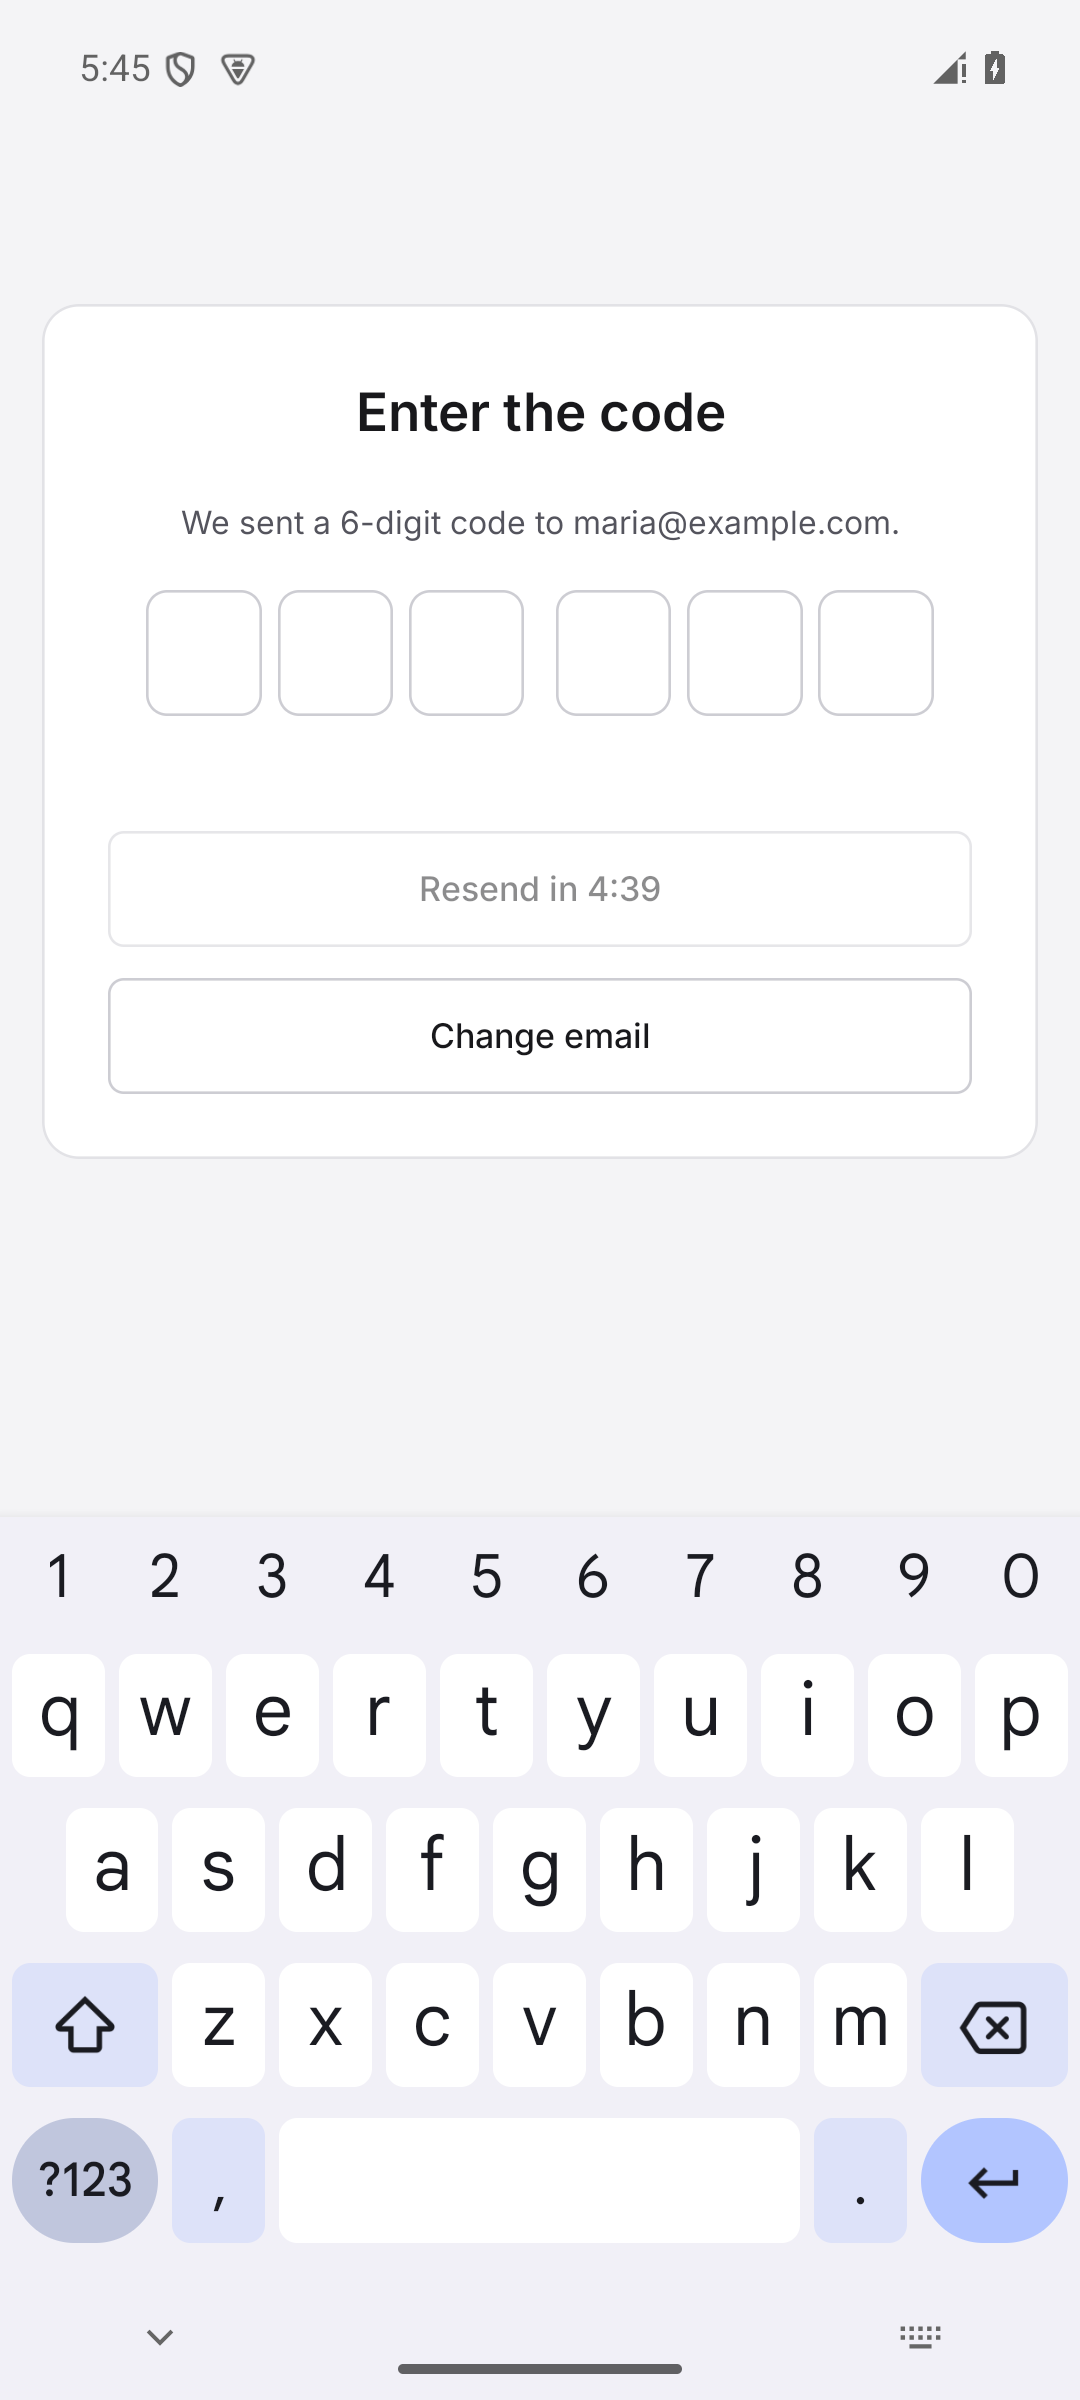 5:45
Enter the code
We sent a 6-digit code to maria@example.com.
Resend in 4:39
Change email
1 2 3 4 5 6 7 8 9 0
q w e r t y u i o p
a s d f g h j k l
z x c v b n m
?123 , .